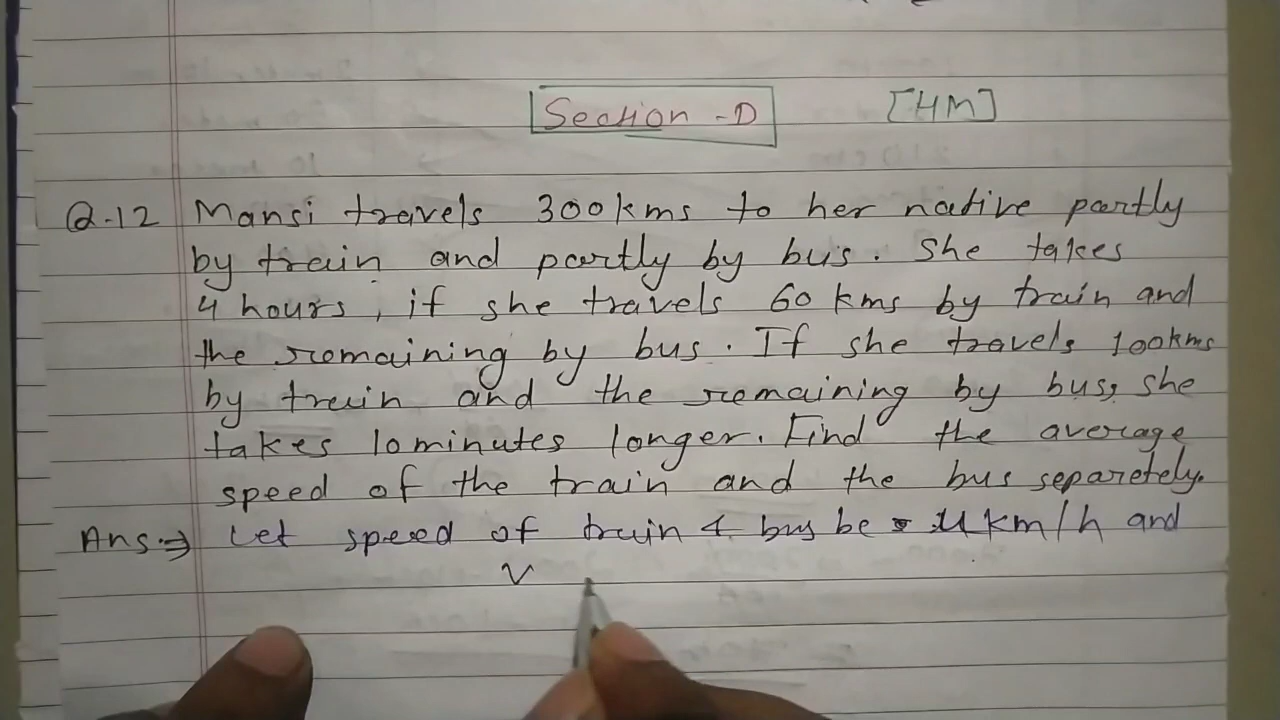 Section - D [4M]
Q.12 Mansi travels 300kms to her native partly
by train and partly by bus. She takes
4 hours, if she travels 60 kms by train and
the remaining by bus. If she travels 100kms
by train and the remaining by bus, she
takes 10minutes longer. Find the average
speed of the train and the bus separetely.
Ans.⇒ Let speed of train & bus be u km/h and
v